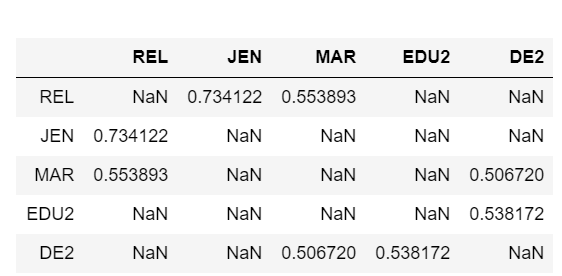 REL JEN MAR EDU2 DE2
REL NaN 0.734122 0.553893 NaN NaN
JEN 0.734122 NaN NaN NaN NaN
MAR 0.553893 NaN NaN NaN 0.506720
EDU2 NaN NaN NaN NaN 0.538172
DE2 NaN NaN 0.506720 0.538172 NaN